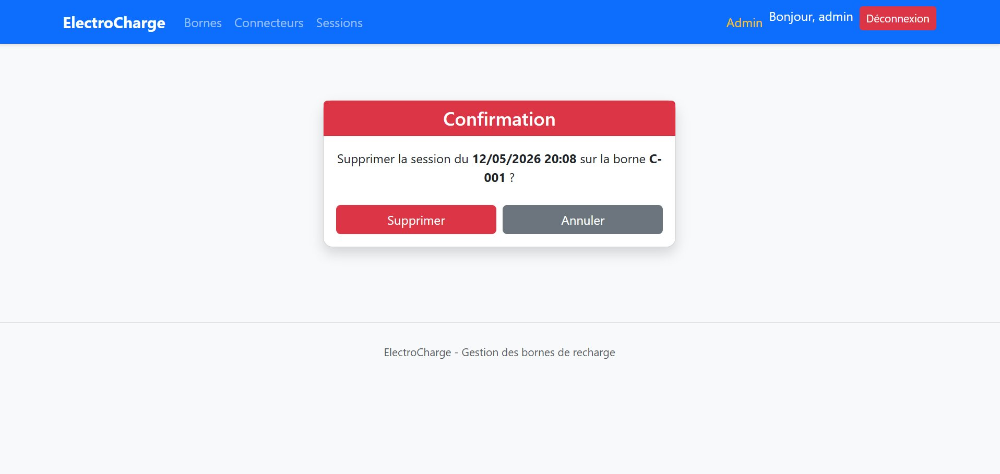 ElectroCharge Bornes Connecteurs Sessions Admin Bonjour, admin Déconnexion
Confirmation
Supprimer la session du 12/05/2026 20:08 sur la borne C-
001 ?
Supprimer Annuler
ElectroCharge - Gestion des bornes de recharge